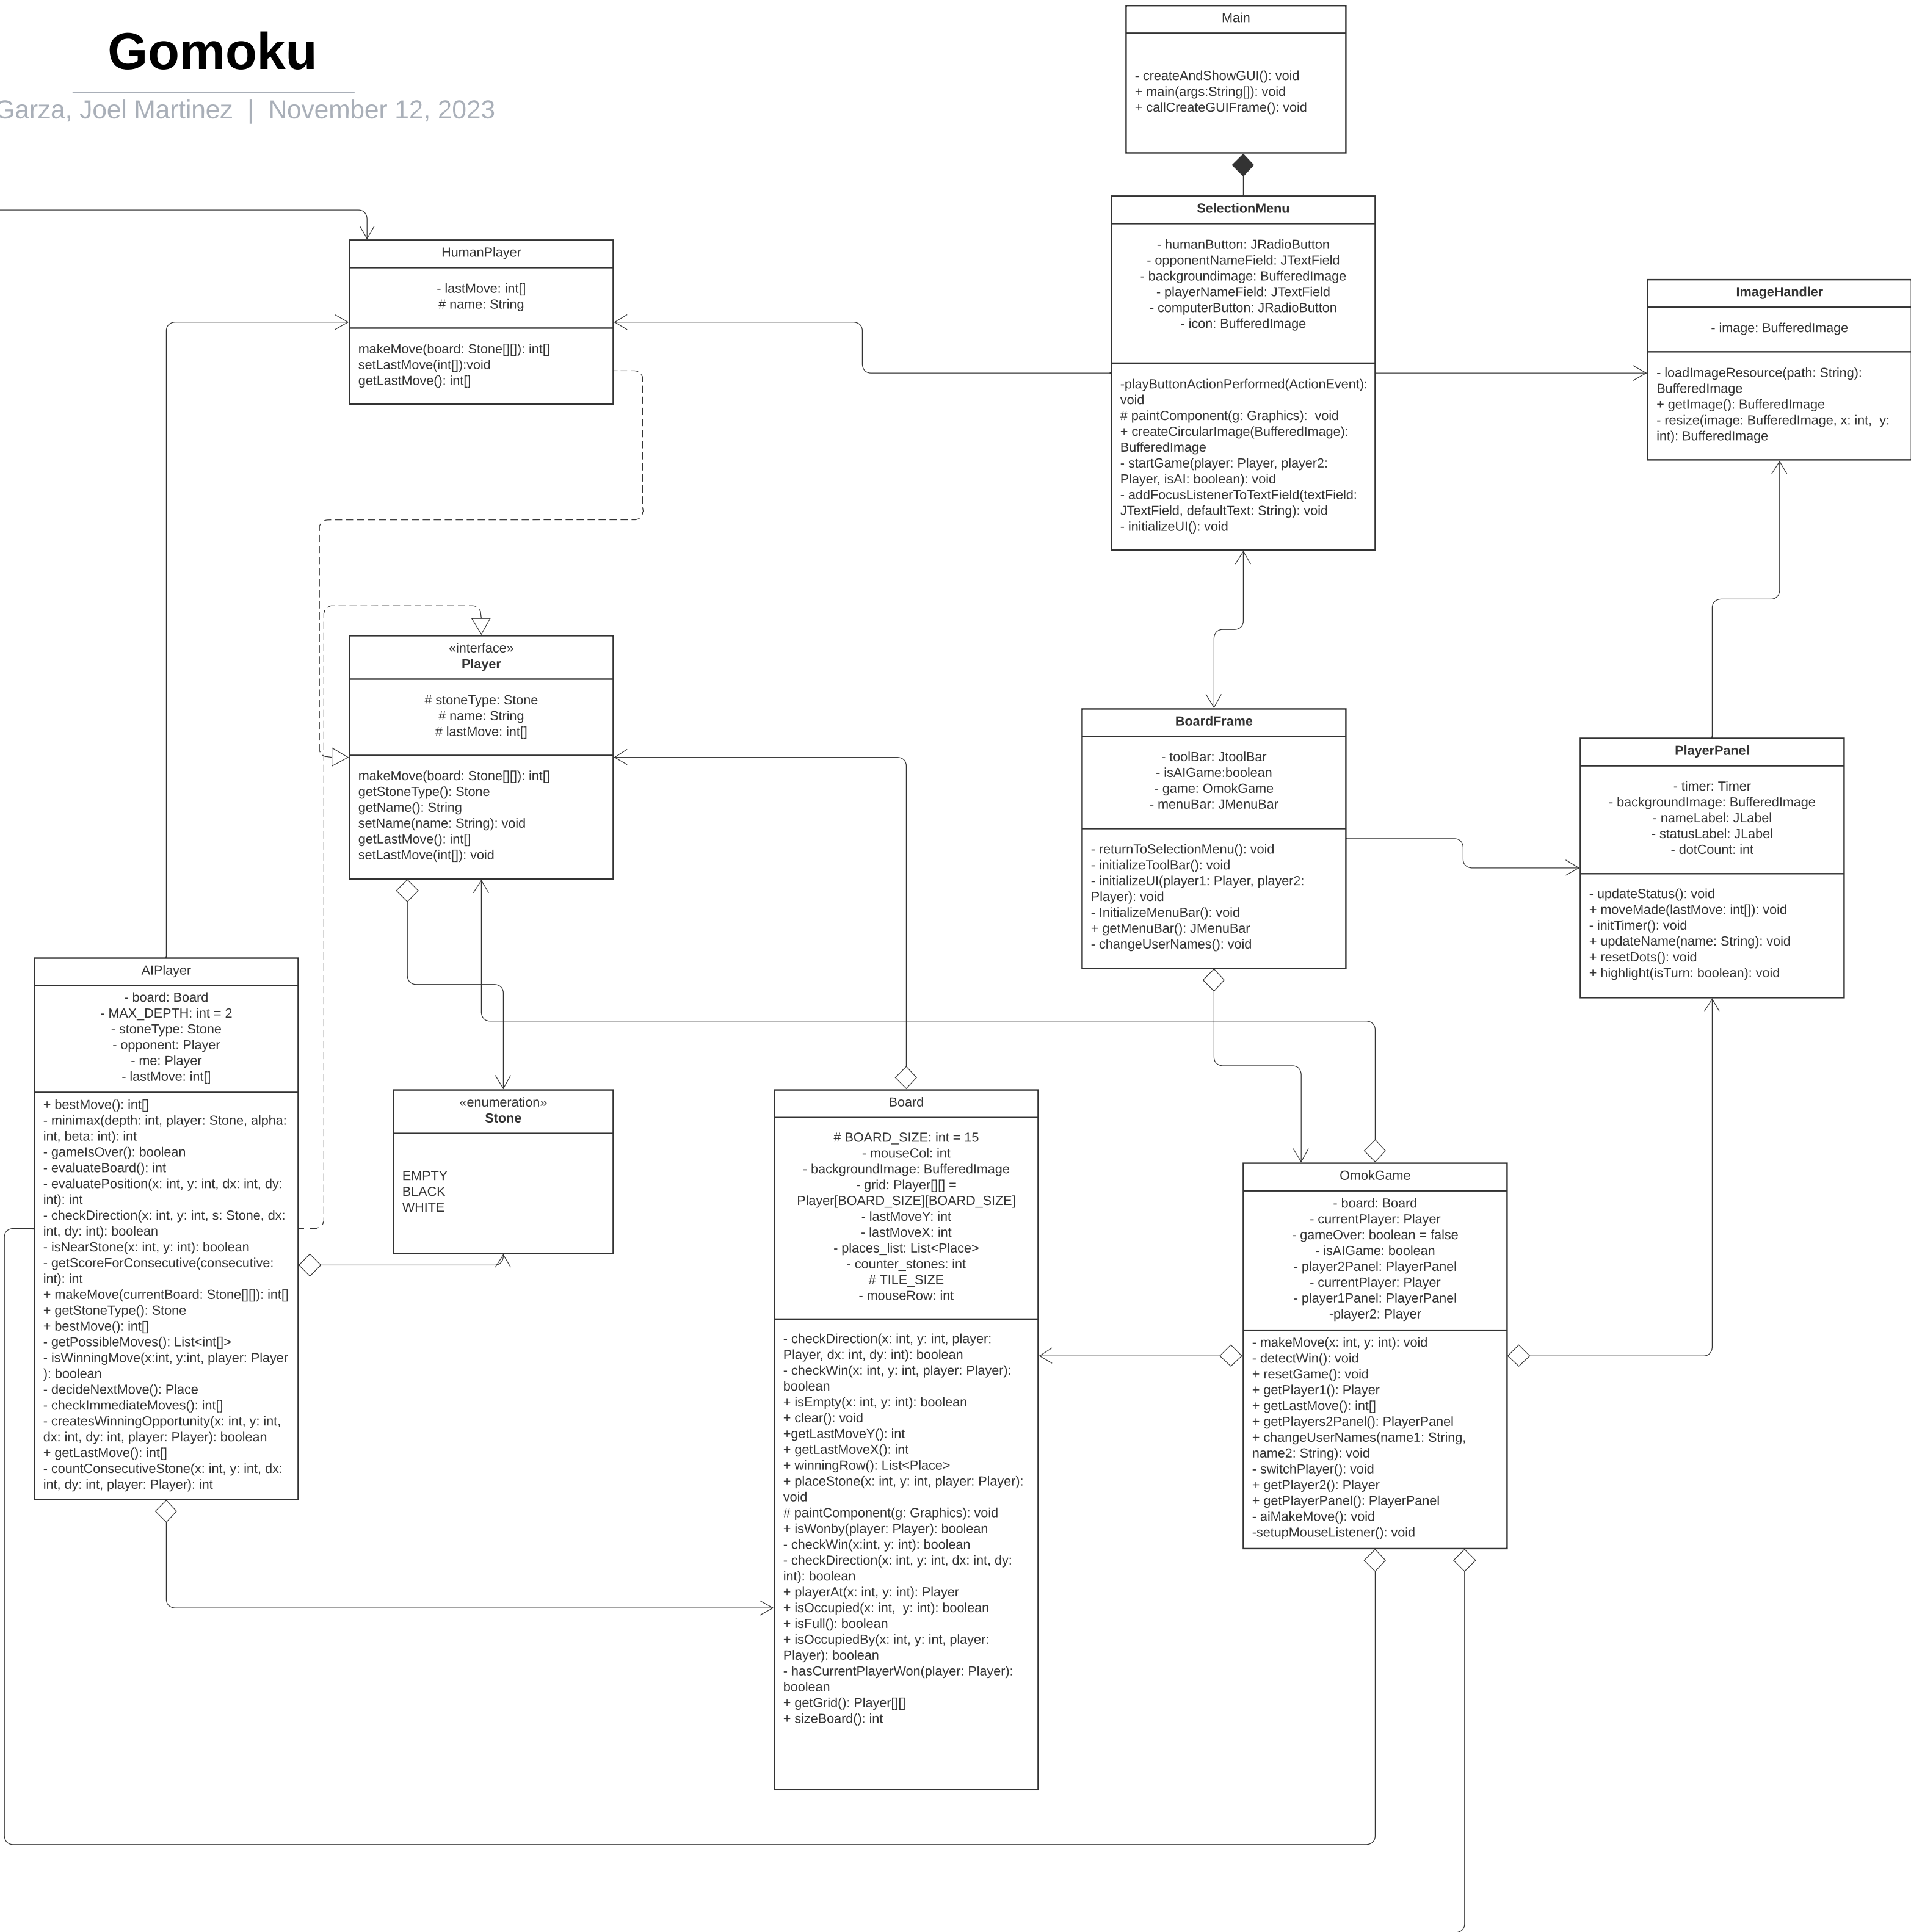 Gomoku
Garza, Joel Martinez | November 12, 2023
Main
- createAndShowGUI(): void
+ main(args:String[]): void
+ callCreateGUIFrame(): void
SelectionMenu
- humanButton: JRadioButton
- opponentNameField: JTextField
- backgroundimage: BufferedImage
- playerNameField: JTextField
- computerButton: JRadioButton
- icon: BufferedImage
-playButtonActionPerformed(ActionEvent):
void
# paintComponent(g: Graphics):  void
+ createCircularImage(BufferedImage):
BufferedImage
- startGame(player: Player, player2:
Player, isAI: boolean): void
- addFocusListenerToTextField(textField:
JTextField, defaultText: String): void
- initializeUI(): void
HumanPlayer
- lastMove: int[]
# name: String
makeMove(board: Stone[][]): int[]
setLastMove(int[]):void
getLastMove(): int[]
ImageHandler
- image: BufferedImage
- loadImageResource(path: String):
BufferedImage
+ getImage(): BufferedImage
- resize(image: BufferedImage, x: int,  y:
int): BufferedImage
«interface»
Player
# stoneType: Stone
# name: String
# lastMove: int[]
makeMove(board: Stone[][]): int[]
getStoneType(): Stone
getName(): String
setName(name: String): void
getLastMove(): int[]
setLastMove(int[]): void
BoardFrame
- toolBar: JtoolBar
- isAIGame:boolean
- game: OmokGame
- menuBar: JMenuBar
- returnToSelectionMenu(): void
- initializeToolBar(): void
- initializeUI(player1: Player, player2:
Player): void
- InitializeMenuBar(): void
+ getMenuBar(): JMenuBar
- changeUserNames(): void
PlayerPanel
- timer: Timer
- backgroundImage: BufferedImage
- nameLabel: JLabel
- statusLabel: JLabel
- dotCount: int
- updateStatus(): void
+ moveMade(lastMove: int[]): void
- initTimer(): void
+ updateName(name: String): void
+ resetDots(): void
+ highlight(isTurn: boolean): void
AIPlayer
- board: Board
- MAX_DEPTH: int = 2
- stoneType: Stone
- opponent: Player
- me: Player
- lastMove: int[]
+ bestMove(): int[]
- minimax(depth: int, player: Stone, alpha:
int, beta: int): int
- gameIsOver(): boolean
- evaluateBoard(): int
- evaluatePosition(x: int, y: int, dx: int, dy:
int): int
- checkDirection(x: int, y: int, s: Stone, dx:
int, dy: int): boolean
- isNearStone(x: int, y: int): boolean
- getScoreForConsecutive(consecutive:
int): int
+ makeMove(currentBoard: Stone[][]): int[]
+ getStoneType(): Stone
+ bestMove(): int[]
- getPossibleMoves(): List<int[]>
- isWinningMove(x:int, y:int, player: Player
): boolean
- decideNextMove(): Place
- checkImmediateMoves(): int[]
- createsWinningOpportunity(x: int, y: int,
dx: int, dy: int, player: Player): boolean
+ getLastMove(): int[]
- countConsecutiveStone(x: int, y: int, dx:
int, dy: int, player: Player): int
«enumeration»
Stone
EMPTY
BLACK
WHITE
Board
# BOARD_SIZE: int = 15
- mouseCol: int
- backgroundImage: BufferedImage
- grid: Player[][] =
Player[BOARD_SIZE][BOARD_SIZE]
- lastMoveY: int
- lastMoveX: int
- places_list: List<Place>
- counter_stones: int
# TILE_SIZE
- mouseRow: int
- checkDirection(x: int, y: int, player:
Player, dx: int, dy: int): boolean
- checkWin(x: int, y: int, player: Player):
boolean
+ isEmpty(x: int, y: int): boolean
+ clear(): void
+getLastMoveY(): int
+ getLastMoveX(): int
+ winningRow(): List<Place>
+ placeStone(x: int, y: int, player: Player):
void
# paintComponent(g: Graphics): void
+ isWonby(player: Player): boolean
- checkWin(x:int, y: int): boolean
- checkDirection(x: int, y: int, dx: int, dy:
int): boolean
+ playerAt(x: int, y: int): Player
+ isOccupied(x: int,  y: int): boolean
+ isFull(): boolean
+ isOccupiedBy(x: int, y: int, player:
Player): boolean
- hasCurrentPlayerWon(player: Player):
boolean
+ getGrid(): Player[][]
+ sizeBoard(): int
OmokGame
- board: Board
- currentPlayer: Player
- gameOver: boolean = false
- isAIGame: boolean
- player2Panel: PlayerPanel
- currentPlayer: Player
- player1Panel: PlayerPanel
-player2: Player
- makeMove(x: int, y: int): void
- detectWin(): void
+ resetGame(): void
+ getPlayer1(): Player
+ getLastMove(): int[]
+ getPlayers2Panel(): PlayerPanel
+ changeUserNames(name1: String,
name2: String): void
- switchPlayer(): void
+ getPlayer2(): Player
+ getPlayerPanel(): PlayerPanel
- aiMakeMove(): void
-setupMouseListener(): void